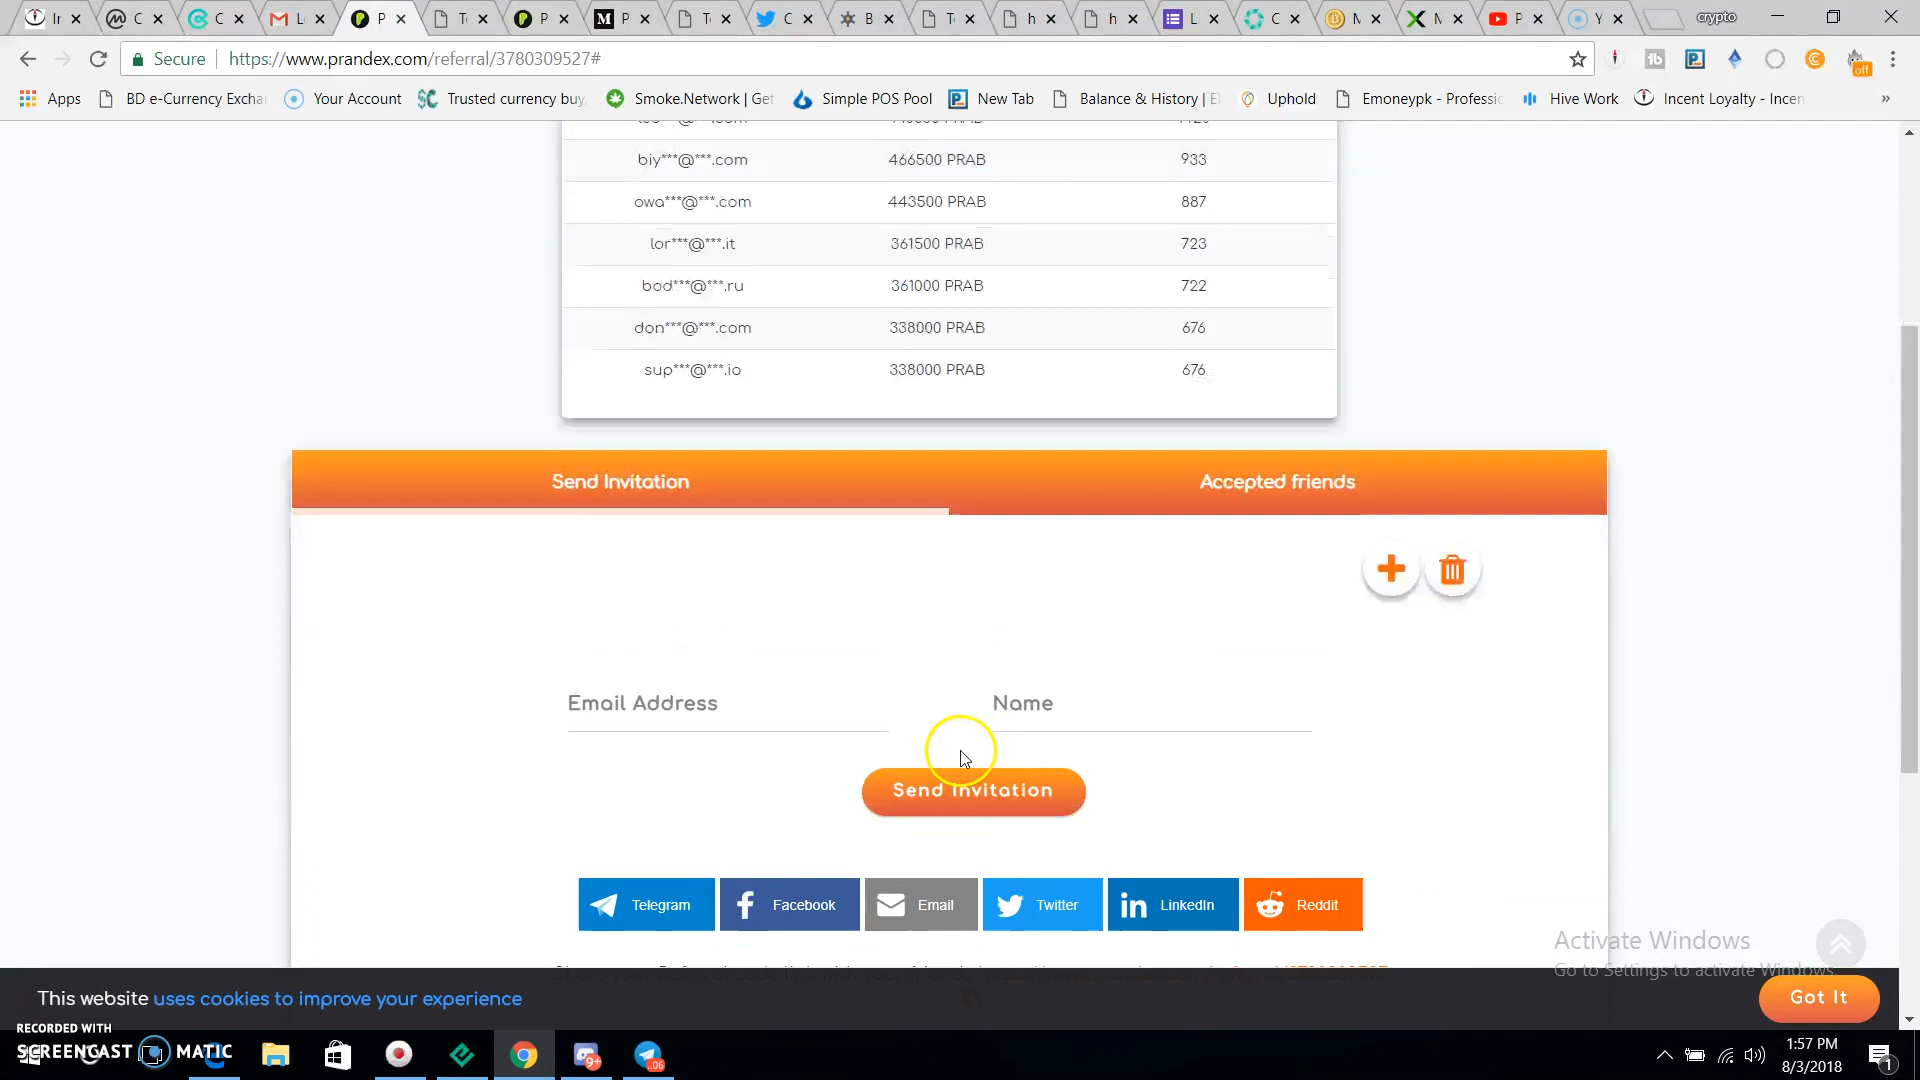 crypto
Secure https://www.prandex.com/referral/3780309527#
Apps BD e-Currency Excha Your Account Trusted currency buy Smoke.Network | Get Simple POS Pool New Tab Balance & History | Uphold Emoneypk - Professic Hive Work Incent Loyalty - Incen »
biy***@***.com 466500 PRAB 933
owa***@***.com 443500 PRAB 887
lor***@***.it 361500 PRAB 723
bod***@***.ru 361000 PRAB 722
don***@***.com 338000 PRAB 676
sup***@***.io 338000 PRAB 676
Send Invitation Accepted friends
Email Address Name
Send Invitation
Telegram Facebook Email Twitter LinkedIn Reddit
Activate Windows
Go to Settings to activate Windows.
This website uses cookies to improve your experience Got It
RECORDED WITH
SCREENCAST MATIC
1:57 PM
8/3/2018